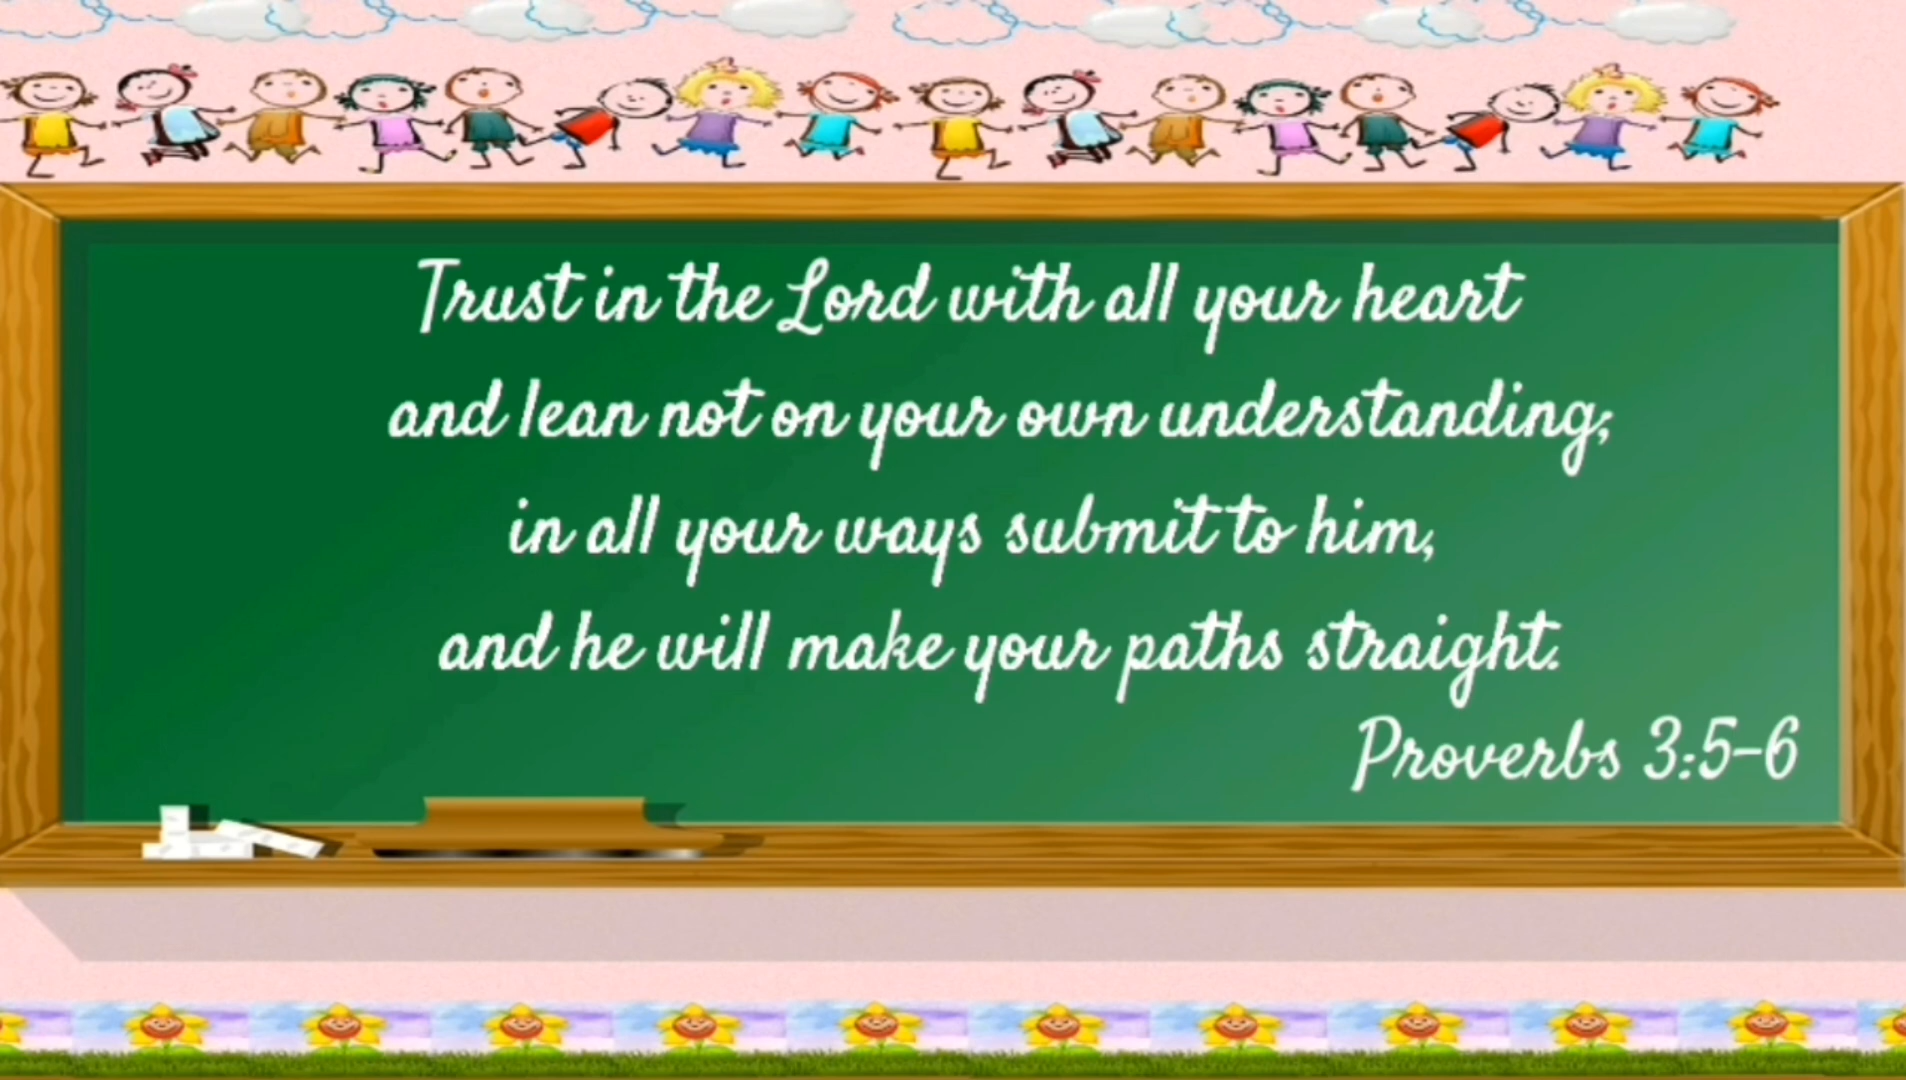 Trust in the Lord with all your heart
and lean not on your own understanding;
in all your ways submit to him,
and he will make your paths straight.
Proverbs 3:5-6